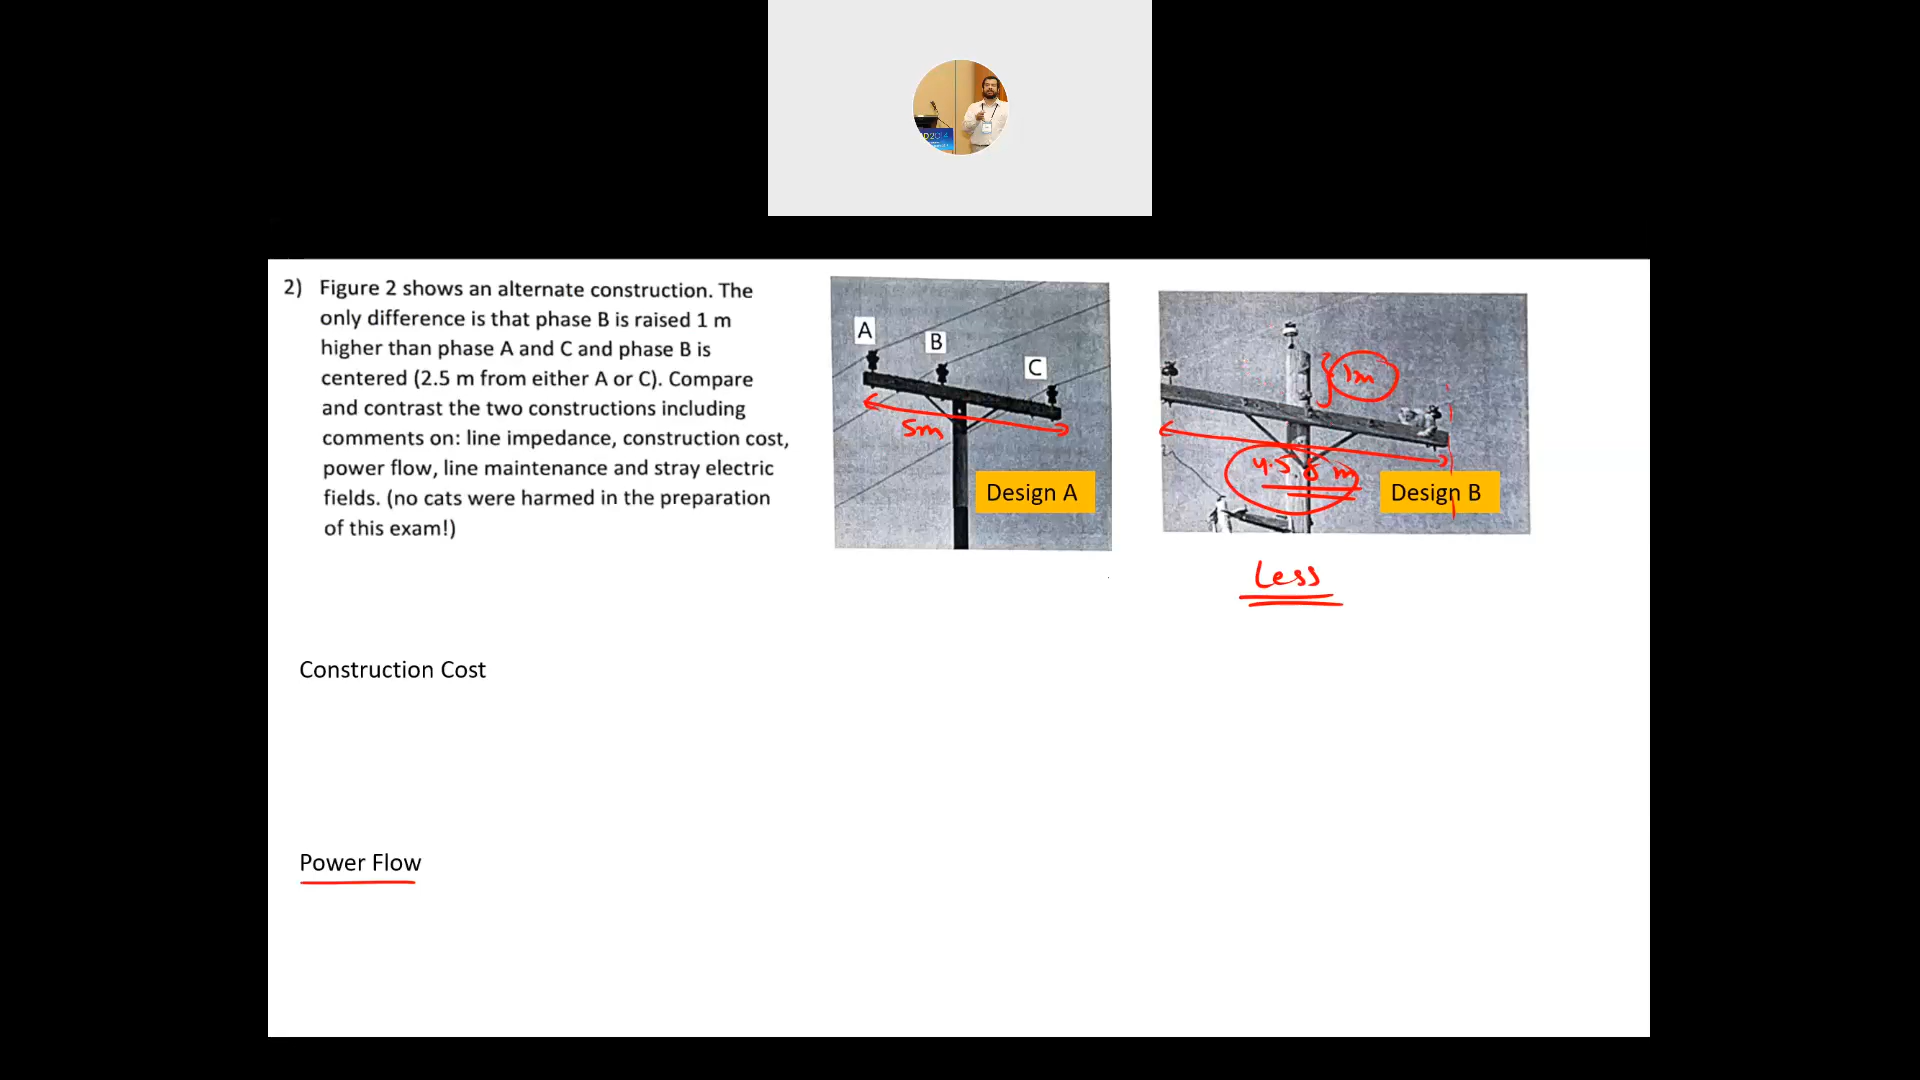 2) Figure 2 shows an alternate construction. The
only difference is that phase B is raised 1 m
higher than phase A and C and phase B is
centered (2.5 m from either A or C). Compare
and contrast the two constructions including
comments on: line impedance, construction cost,
power flow, line maintenance and stray electric
fields. (no cats were harmed in the preparation
of this exam!)
A
B
C
5m
Design A
1m
4.58 m
Design B
Less
Construction Cost
Power Flow